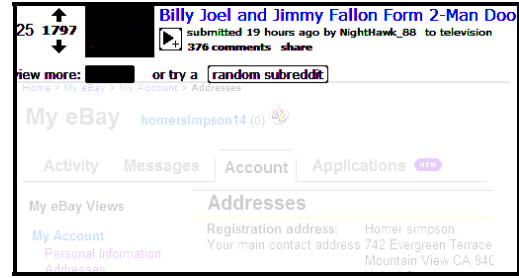 Billy Joel and Jimmy Fallon Form 2-Man Doo
25 1797
submitted 19 hours ago by NightHawk_88 to television
376 comments share
iew more: or try a random subreddit
Home > My eBay > My Account > Addresses
My eBay homersimpson14 (0)
Activity Messages Account Applications NEW
My eBay Views
Addresses
Registration address: Homer simpson
My Account
Your main contact address 742 Evergreen Terrace
Personal Information
Mountain View CA 940
Addresses